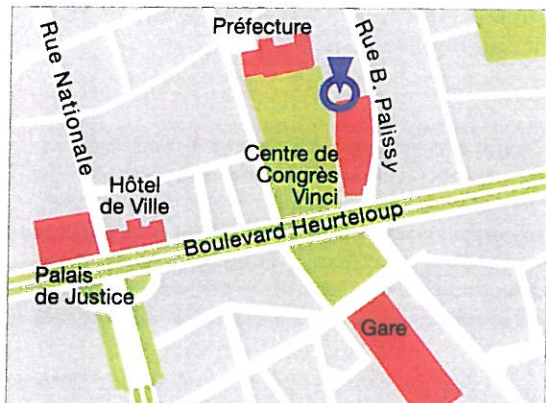 Préfecture
Rue Nationale
Rue B. Palissy
Centre de
Congrès
Vinci
Hôtel
de Ville
Boulevard Heurteloup
Palais
de Justice
Gare